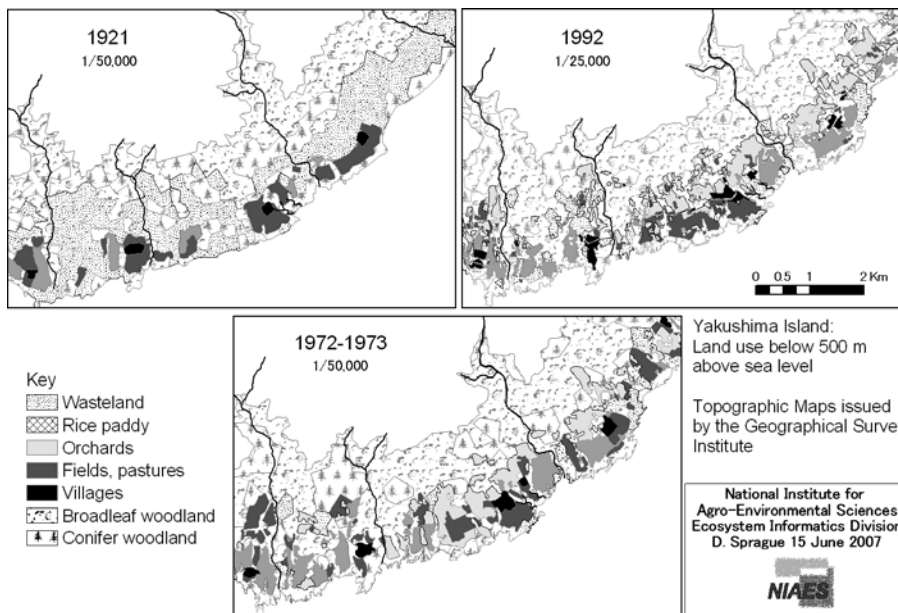 1921
1/50,000
1992
1/25,000
0 0.5 1 2 Km
1972-1973
1/50,000
Key
Wasteland
Rice paddy
Orchards
Fields, pastures
Villages
Broadleaf woodland
Conifer woodland
Yakushima Island:
Land use below 500 m
above sea level
Topographic Maps issued
by the Geographical Surve
Institute
National Institute for
Agro-Environmental Sciences
Ecosystem Informatics Division
D. Sprague 15 June 2007
NIAES